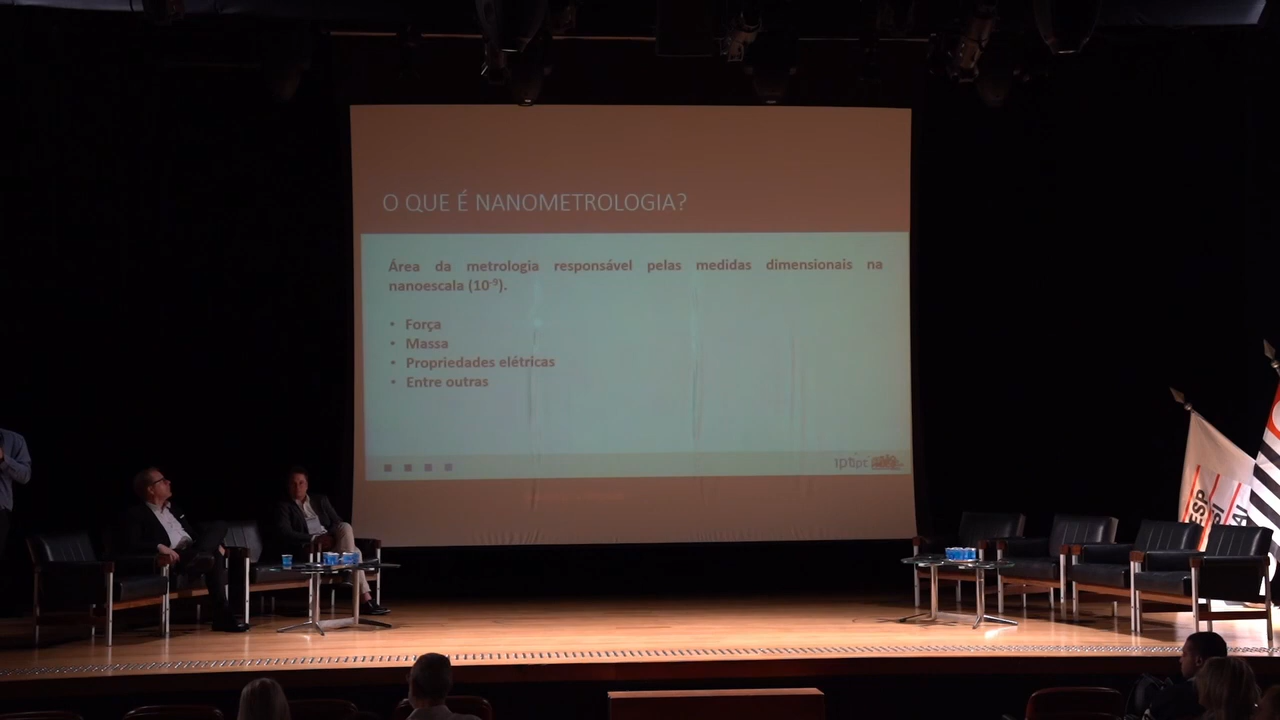 O QUE É NANOMETROLOGIA?
Área da metrologia responsável pelas medidas dimensionais na
nanoescala (10⁻⁹).
• Força
• Massa
• Propriedades elétricas
• Entre outras
ipt
ESP